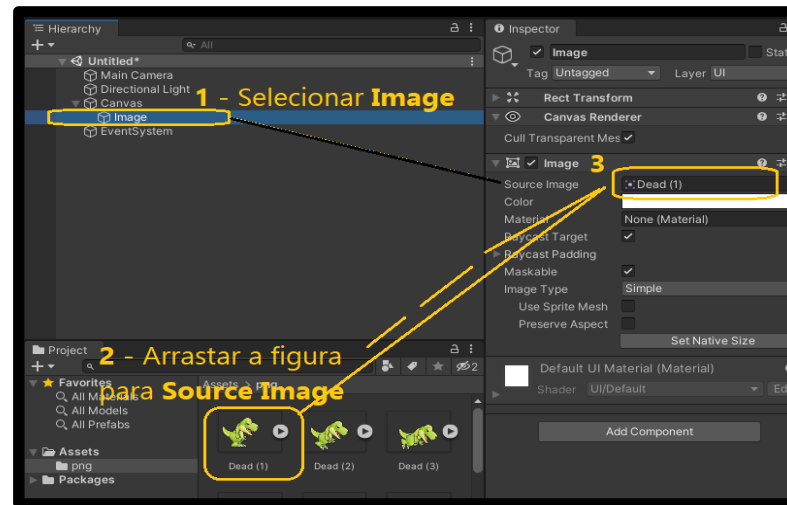 Hierarchy
All
Untitled*
Main Camera
Directional Light
Canvas
Image
EventSystem
1 - Selecionar Image
Inspector
Image
Stat
Tag Untagged
Layer UI
Rect Transform
Canvas Renderer
Cull Transparent Mes
Image
3
Source Image
Dead (1)
Color
Material
None (Material)
Raycast Target
Raycast Padding
Maskable
Image Type
Simple
Use Sprite Mesh
Preserve Aspect
Set Native Size
Default UI Material (Material)
Shader
UI/Default
Ed
Add Component
Project
2
2 - Arrastar a figura
para Source Image
Favorites
All Materials
All Models
All Prefabs
Assets
png
Packages
Assets > png
Dead (1)
Dead (2)
Dead (3)